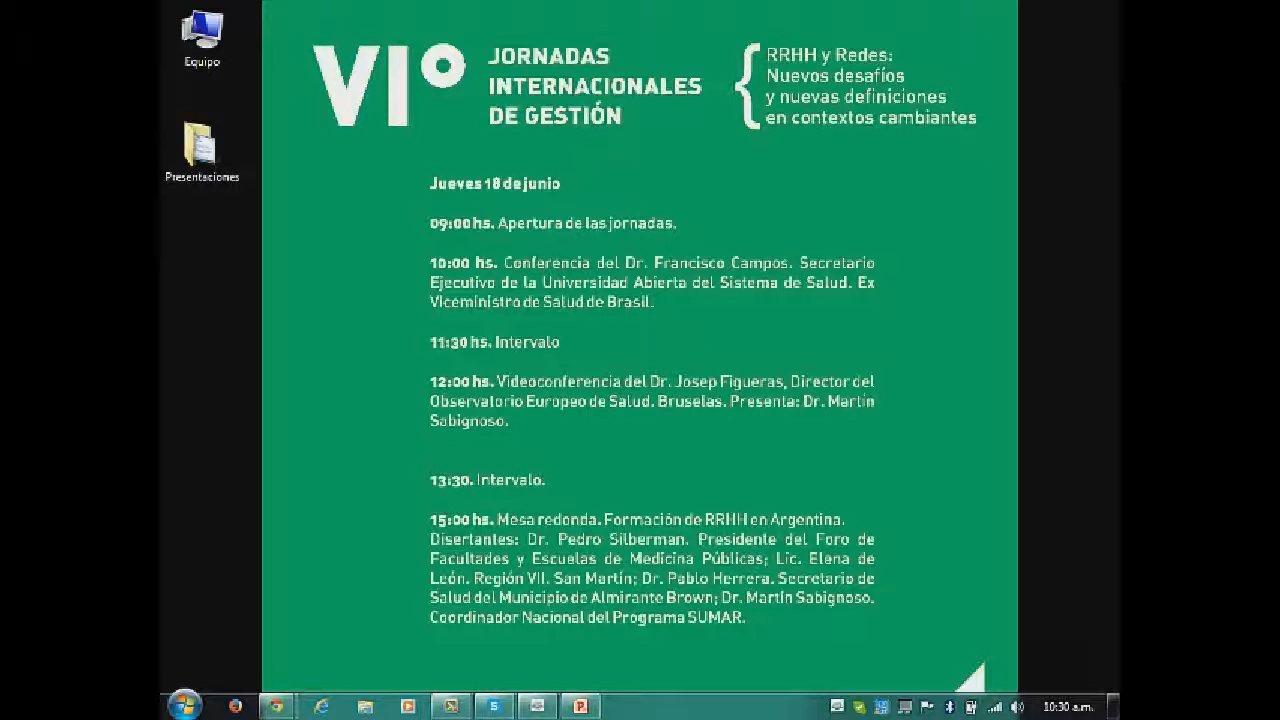 Equipo
Presentaciones
VIº
JORNADAS
INTERNACIONALES
DE GESTIÓN
RRHH y Redes:
Nuevos desafíos
y nuevas definiciones
en contextos cambiantes
Jueves 18 de junio
09:00 hs. Apertura de las jornadas.
10:00 hs. Conferencia del Dr. Francisco Campos. Secretario
Ejecutivo de la Universidad Abierta del Sistema de Salud. Ex
Viceministro de Salud de Brasil.
11:30 hs. Intervalo
12:00 hs. Videoconferencia del Dr. Josep Figueras, Director del
Observatorio Europeo de Salud. Bruselas. Presenta: Dr. Martín
Sabignoso.
13:30. Intervalo.
15:00 hs. Mesa redonda. Formación de RRHH en Argentina.
Disertantes: Dr. Pedro Silberman. Presidente del Foro de
Facultades y Escuelas de Medicina Públicas; Lic. Elena de
León. Región VII. San Martín; Dr. Pablo Herrera. Secretario de
Salud del Municipio de Almirante Brown; Dr. Martín Sabignoso.
Coordinador Nacional del Programa SUMAR.
10:30 a.m.